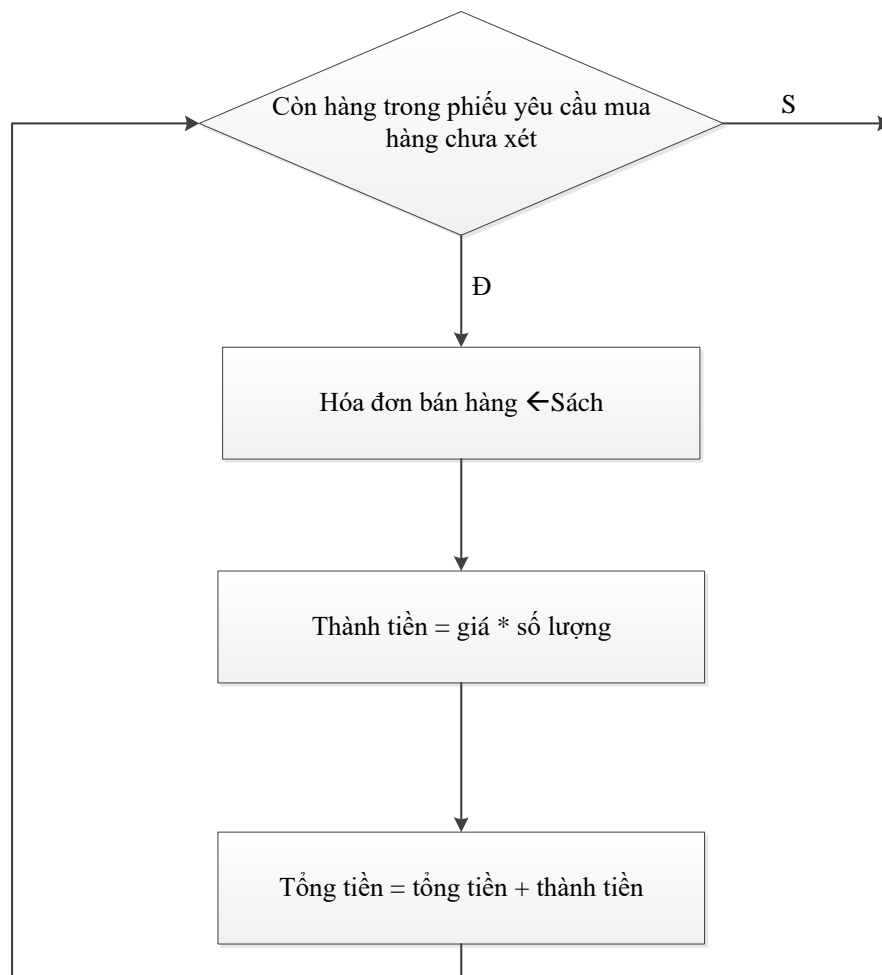 Còn hàng trong phiếu yêu cầu mua
hàng chưa xét
S
Đ
Hóa đơn bán hàng ←Sách
Thành tiền = giá * số lượng
Tổng tiền = tổng tiền + thành tiền